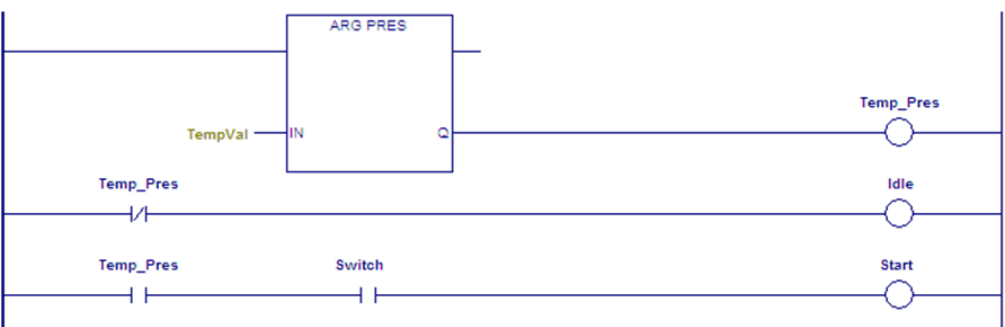 ARG PRES
Temp_Pres
TempVal IN Q
Temp_Pres Idle
Temp_Pres Switch Start